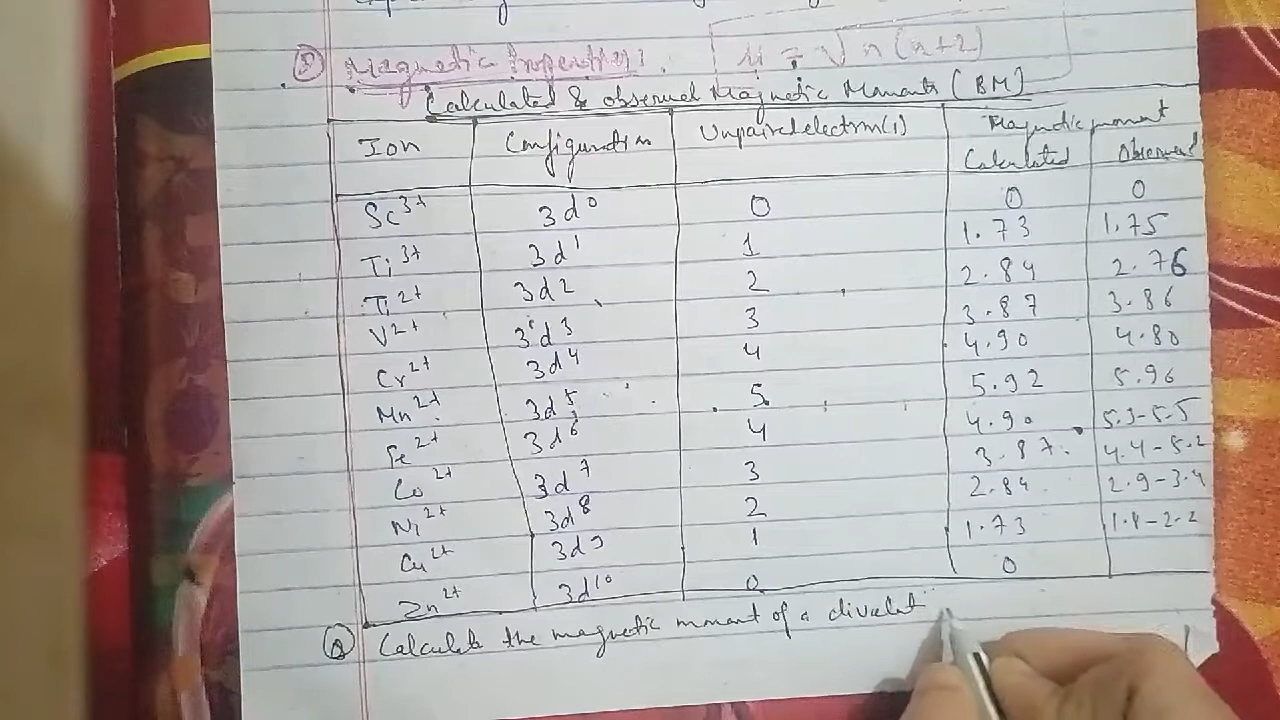 ⑤ Magnetic Properties: μ = √n(n+2)
Calculated & observed Magnetic Moments (BM)
Ion Configuration Unpaired electron(s) Magnetic moment
Calculated Observed
Sc3+ 3d0 0 0 0
Ti3+ 3d1 1 1.73 1.75
Ti2+ 3d2 2 2.84 2.76
V2+ 3d3 3 3.87 3.86
Cr2+ 3d4 4 4.90 4.80
Mn2+ 3d5 5 5.92 5.96
Fe2+ 3d6 4 4.90 5.3-5.5
Co2+ 3d7 3 3.87 4.4-5.2
Ni2+ 3d8 2 2.84 2.9-3.4
Cu2+ 3d9 1 1.73 1.4-2.2
Zn2+ 3d10 0 0
Q Calculate the magnetic moment of a divalent